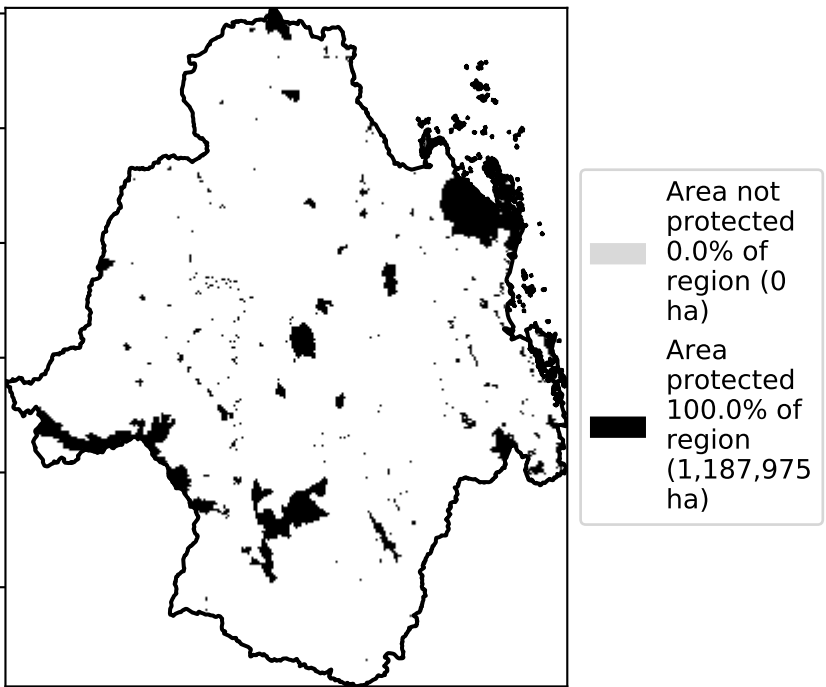 Area not
protected
0.0% of
region (0
ha)
Area
protected
100.0% of
region
(1,187,975
ha)